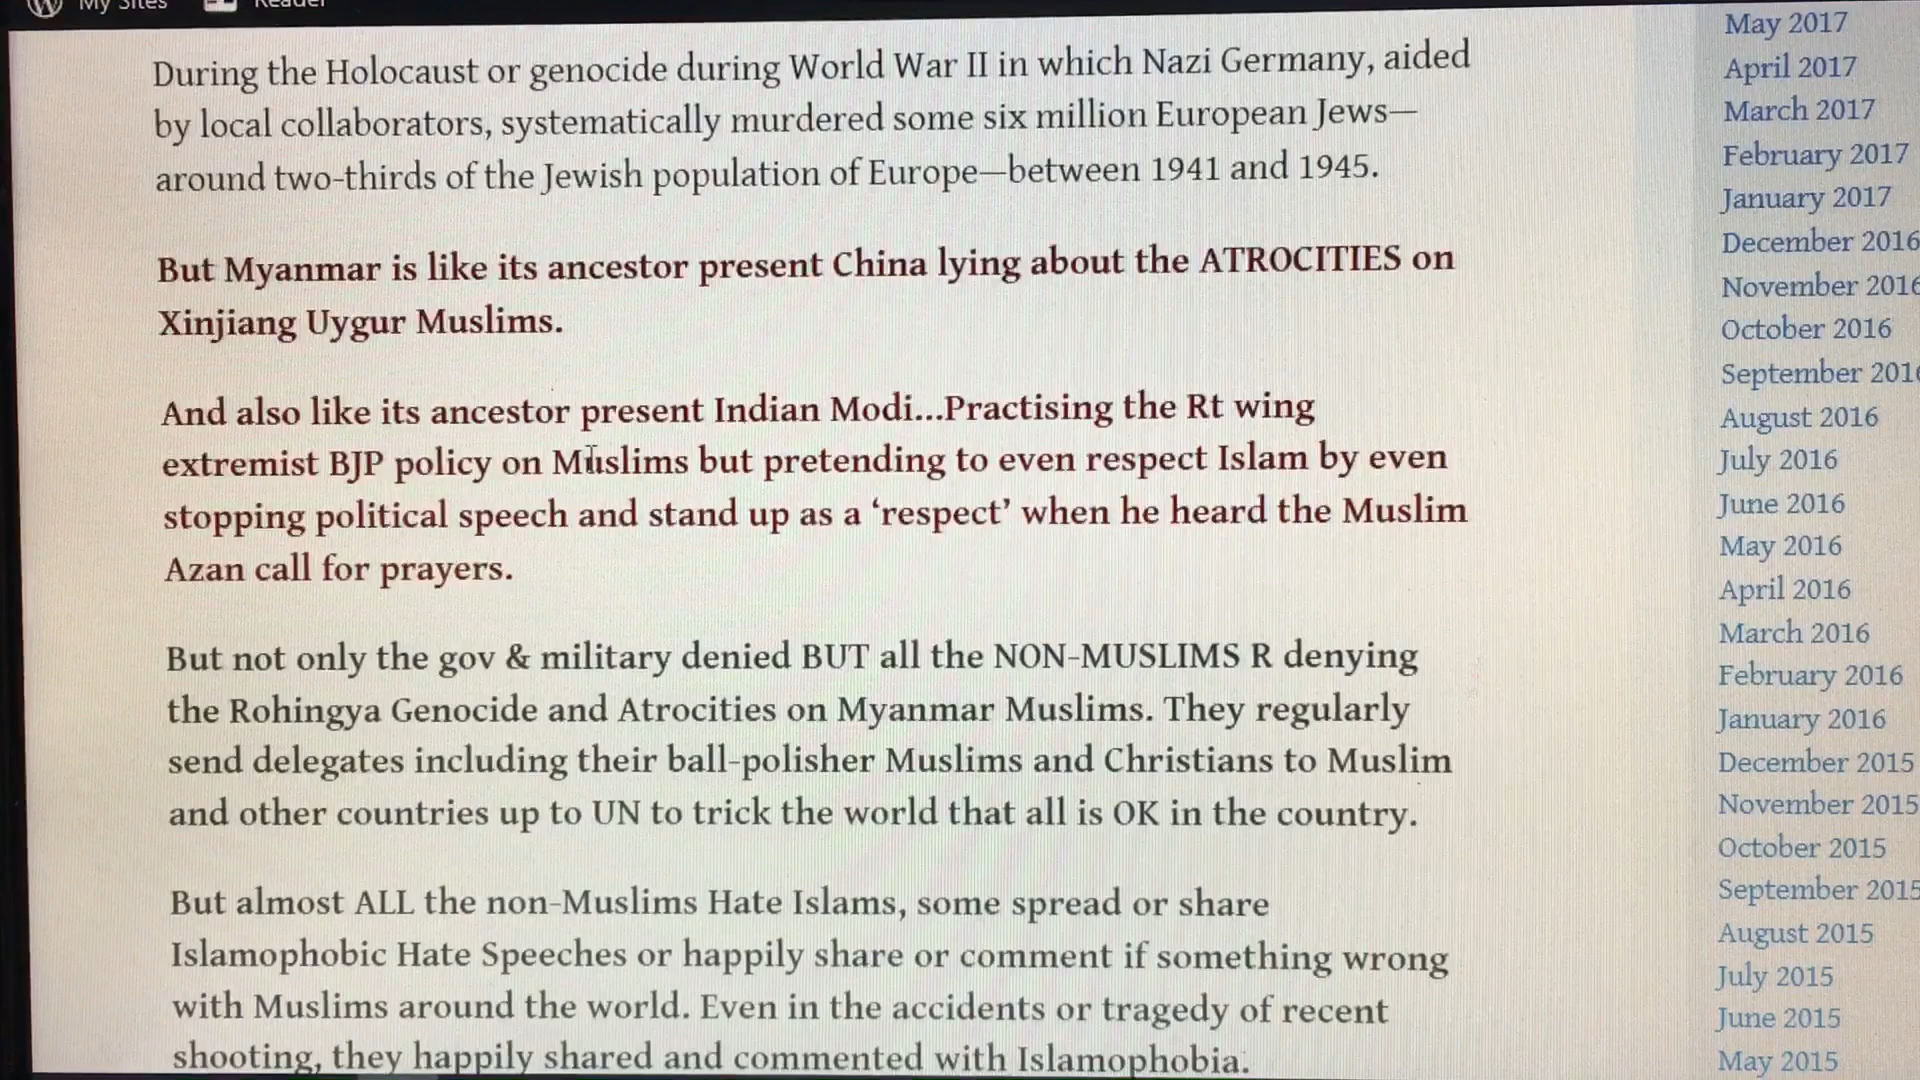 My Sites
Reader
During the Holocaust or genocide during World War II in which Nazi Germany, aided
by local collaborators, systematically murdered some six million European Jews—
around two-thirds of the Jewish population of Europe—between 1941 and 1945.
But Myanmar is like its ancestor present China lying about the ATROCITIES on
Xinjiang Uygur Muslims.
And also like its ancestor present Indian Modi...Practising the Rt wing
extremist BJP policy on Muslims but pretending to even respect Islam by even
stopping political speech and stand up as a ‘respect’ when he heard the Muslim
Azan call for prayers.
But not only the gov & military denied BUT all the NON-MUSLIMS R denying
the Rohingya Genocide and Atrocities on Myanmar Muslims. They regularly
send delegates including their ball-polisher Muslims and Christians to Muslim
and other countries up to UN to trick the world that all is OK in the country.
But almost ALL the non-Muslims Hate Islams, some spread or share
Islamophobic Hate Speeches or happily share or comment if something wrong
with Muslims around the world. Even in the accidents or tragedy of recent
shooting, they happily shared and commented with Islamophobia.
May 2017
April 2017
March 2017
February 2017
January 2017
December 2016
November 2016
October 2016
September 2016
August 2016
July 2016
June 2016
May 2016
April 2016
March 2016
February 2016
January 2016
December 2015
November 2015
October 2015
September 2015
August 2015
July 2015
June 2015
May 2015